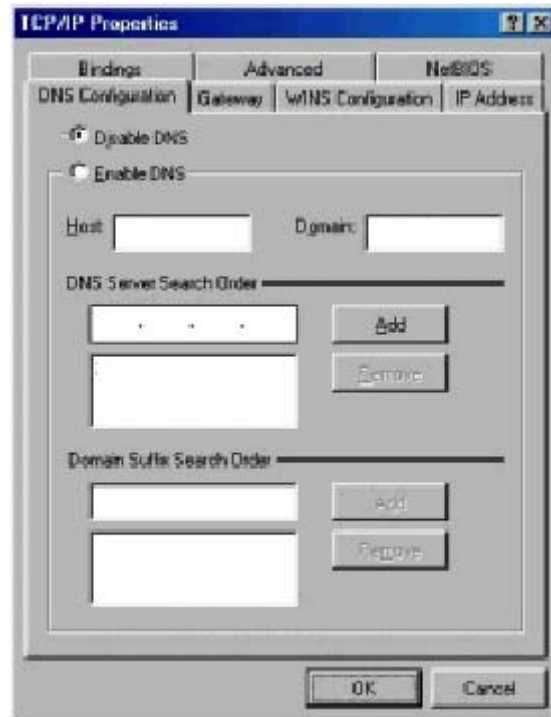 TCP/IP Properties
Bindings Advanced NetBIOS
DNS Configuration Gateway WINS Configuration IP Address
Disable DNS
Enable DNS
Host: Domain:
DNS Server Search Order
. . . Add
Remove
Domain Suffix Search Order
Add
Remove
OK Cancel